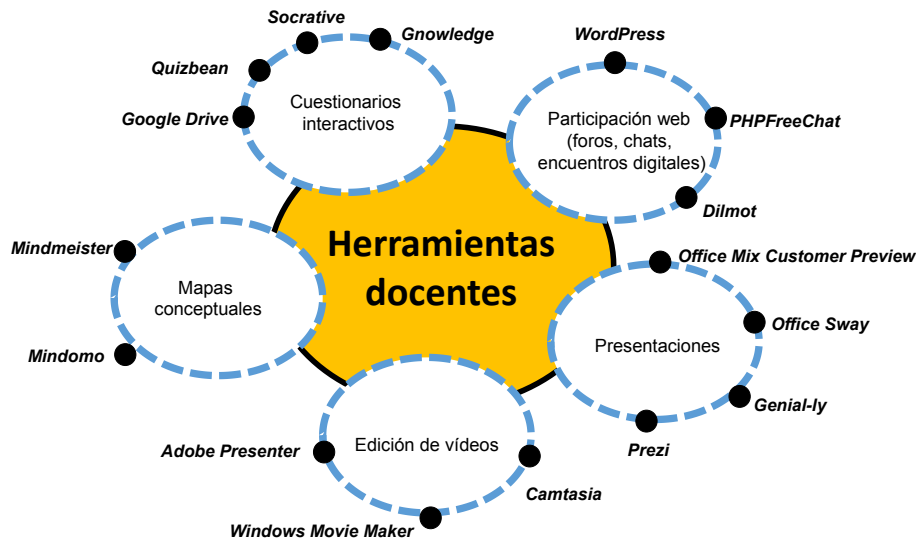 Socrative
Gnowledge
Quizbean
Google Drive
Cuestionarios
interactivos
WordPress
PHPFreeChat
Dilmot
Participación web
(foros, chats,
encuentros digitales)
Herramientas
docentes
Mindmeister
Mindomo
Mapas
conceptuales
Office Mix Customer Preview
Office Sway
Genial-ly
Prezi
Presentaciones
Adobe Presenter
Edición de vídeos
Camtasia
Windows Movie Maker